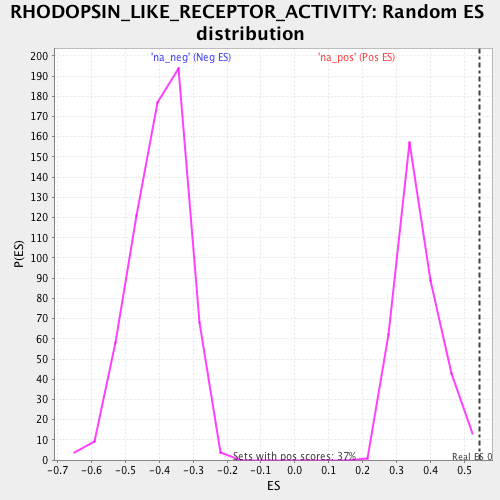 RHODOPSIN_LIKE_RECEPTOR_ACTIVITY: Random ES
distribution
'na_neg' (Neg ES) 'na_pos' (Pos ES)
200
190
180
170
160
150
140
130
120
110
100
90
80
70
60
50
40
30
20
10
0
P(ES)
Sets with pos scores: 37%
Real ES 0
-0.7 -0.6 -0.5 -0.4 -0.3 -0.2 -0.1 0.0 0.1 0.2 0.3 0.4 0.5
ES